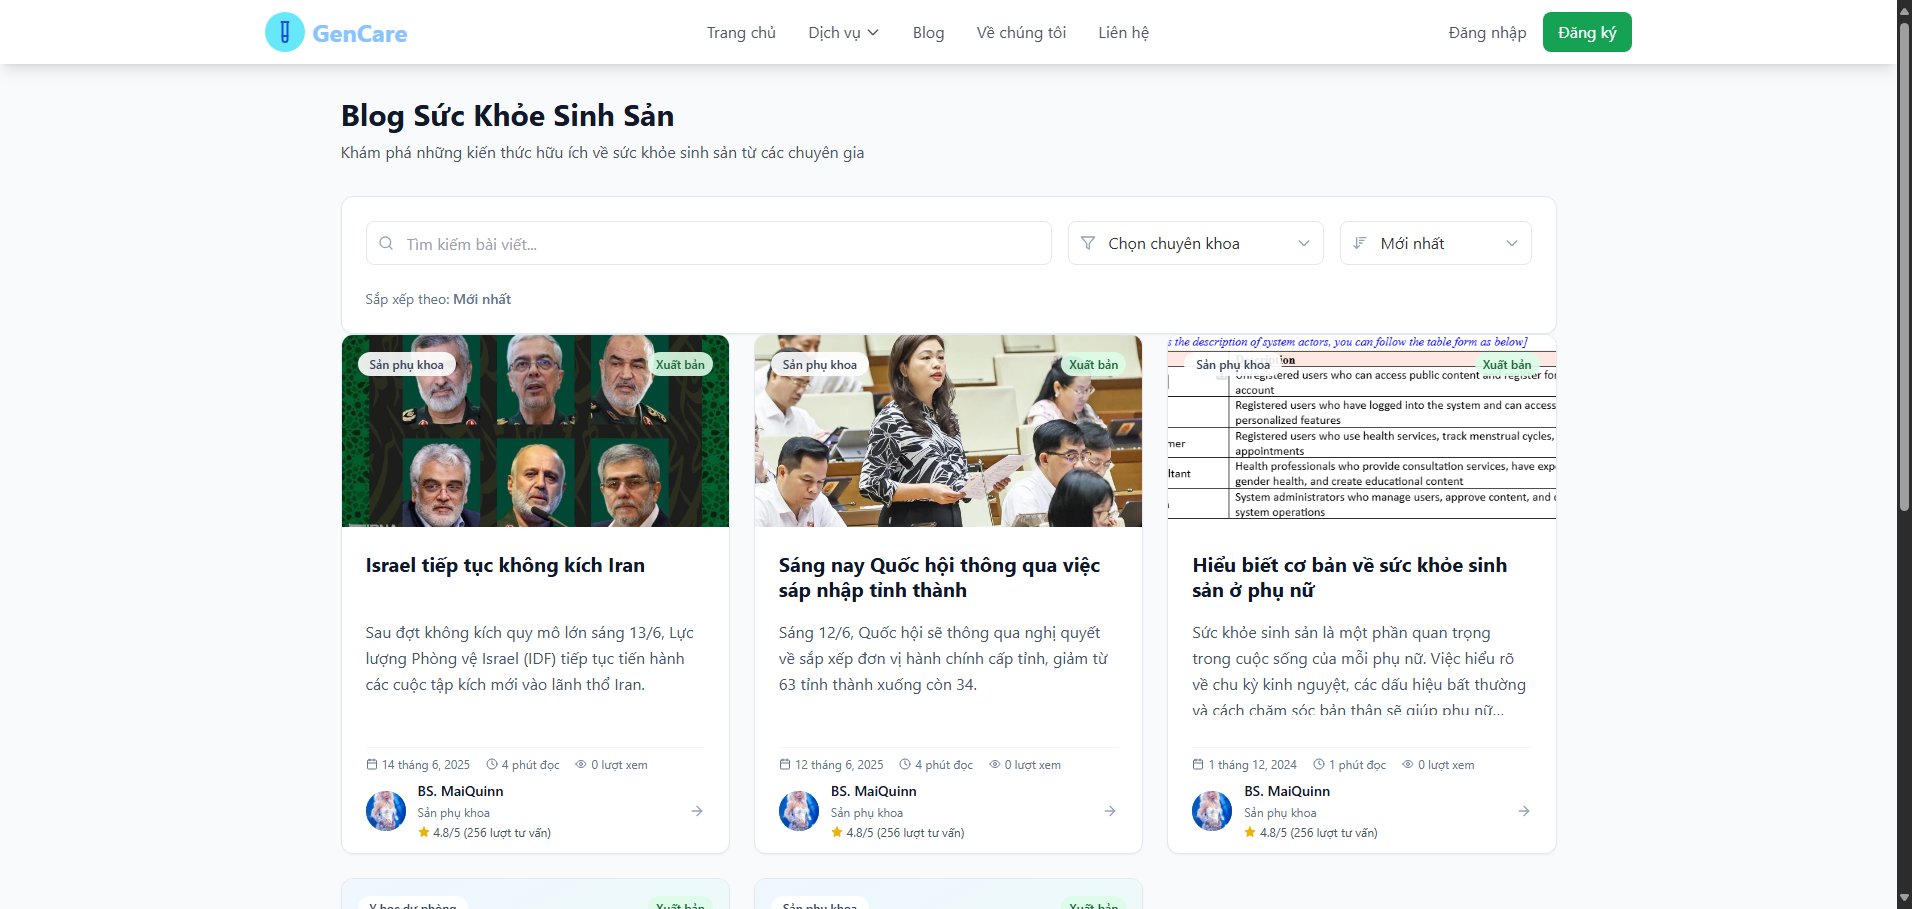 GenCare
Trang chủ
Dịch vụ
Blog
Về chúng tôi
Liên hệ
Đăng nhập
Đăng ký
Blog Sức Khỏe Sinh Sản
Khám phá những kiến thức hữu ích về sức khỏe sinh sản từ các chuyên gia
Tìm kiếm bài viết...
Chọn chuyên khoa
Mới nhất
Sắp xếp theo: Mới nhất
Sản phụ khoa
Xuất bản
Israel tiếp tục không kích Iran
Sau đợt không kích quy mô lớn sáng 13/6, Lực
lượng Phòng vệ Israel (IDF) tiếp tục tiến hành
các cuộc tập kích mới vào lãnh thổ Iran.
14 tháng 6, 2025
4 phút đọc
0 lượt xem
BS. MaiQuinn
Sản phụ khoa
4.8/5 (256 lượt tư vấn)
Sản phụ khoa
Xuất bản
Sáng nay Quốc hội thông qua việc
sáp nhập tỉnh thành
Sáng 12/6, Quốc hội sẽ thông qua nghị quyết
về sắp xếp đơn vị hành chính cấp tỉnh, giảm từ
63 tỉnh thành xuống còn 34.
12 tháng 6, 2025
4 phút đọc
0 lượt xem
BS. MaiQuinn
Sản phụ khoa
4.8/5 (256 lượt tư vấn)
s the description of system actors, you can follow the table form as below]
Sản phụ khoa
Xuất bản
Unregistered users who can access public content and register for
account
Registered users who have logged into the system and can access
personalized features
mer
Registered users who use health services, track menstrual cycles,
appointments
ltant
Health professionals who provide consultation services, have exp
gender health, and create educational content
System administrators who manage users, approve content, and
system operations
Hiểu biết cơ bản về sức khỏe sinh
sản ở phụ nữ
Sức khỏe sinh sản là một phần quan trọng
trong cuộc sống của mỗi phụ nữ. Việc hiểu rõ
về chu kỳ kinh nguyệt, các dấu hiệu bất thường
và cách chăm sóc bản thân sẽ giúp phụ nữ...
1 tháng 12, 2024
1 phút đọc
0 lượt xem
BS. MaiQuinn
Sản phụ khoa
4.8/5 (256 lượt tư vấn)
Y học dự phòng
Xuất bản
Sản phụ khoa
Xuất bản